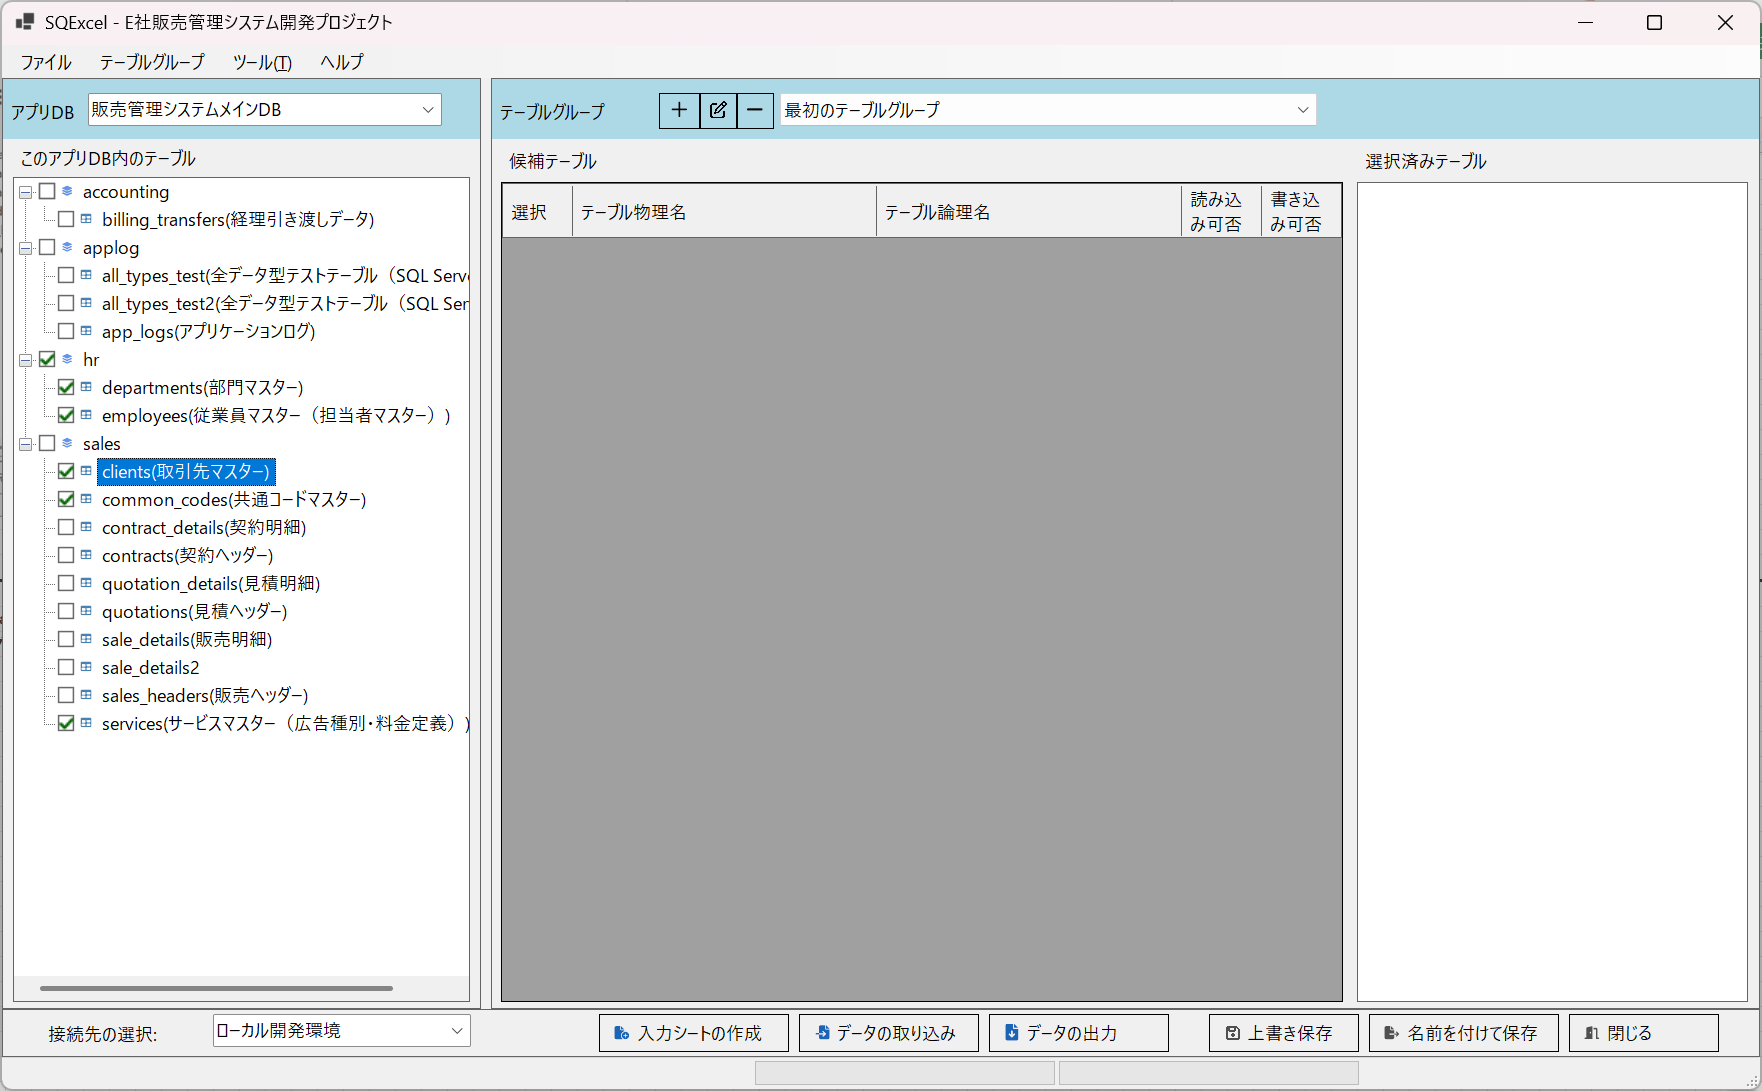 SQExcel - E社販売管理システム開発プロジェクト
ファイル テーブルグループ ツール(T) ヘルプ
アプリDB 販売管理システムメインDB
テーブルグループ 最初のテーブルグループ
このアプリDB内のテーブル
accounting
billing_transfers(経理引き渡しデータ)
applog
all_types_test(全データ型テストテーブル（SQL Serve
all_types_test2(全データ型テストテーブル（SQL Ser
app_logs(アプリケーションログ)
hr
departments(部門マスター)
employees(従業員マスター（担当者マスター）)
sales
clients(取引先マスター)
common_codes(共通コードマスター)
contract_details(契約明細)
contracts(契約ヘッダー)
quotation_details(見積明細)
quotations(見積ヘッダー)
sale_details(販売明細)
sale_details2
sales_headers(販売ヘッダー)
services(サービスマスター（広告種別・料金定義）)
候補テーブル
選択 テーブル物理名 テーブル論理名 読み込み可否 書き込み可否
選択済みテーブル
接続先の選択: ローカル開発環境
入力シートの作成 データの取り込み データの出力 上書き保存 名前を付けて保存 閉じる